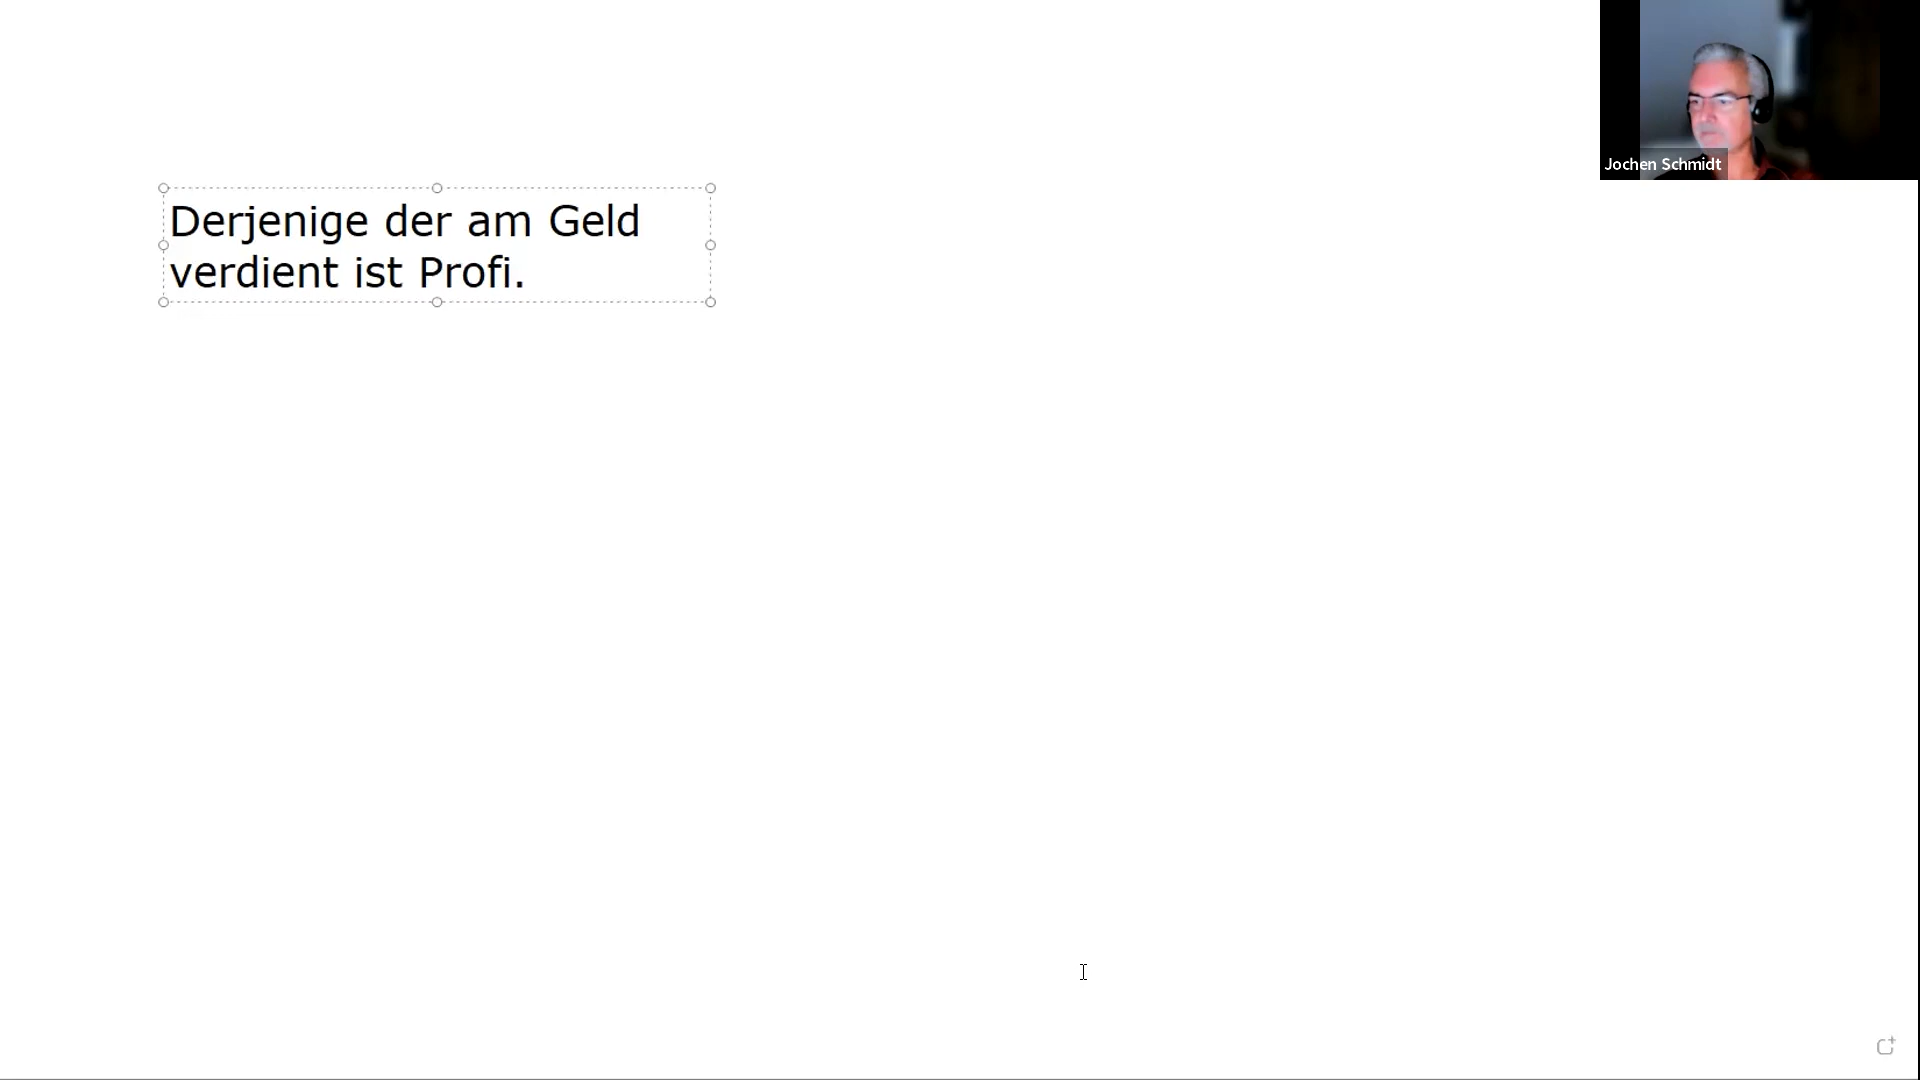 Derjenige der am Geld
verdient ist Profi.
Jochen Schmidt